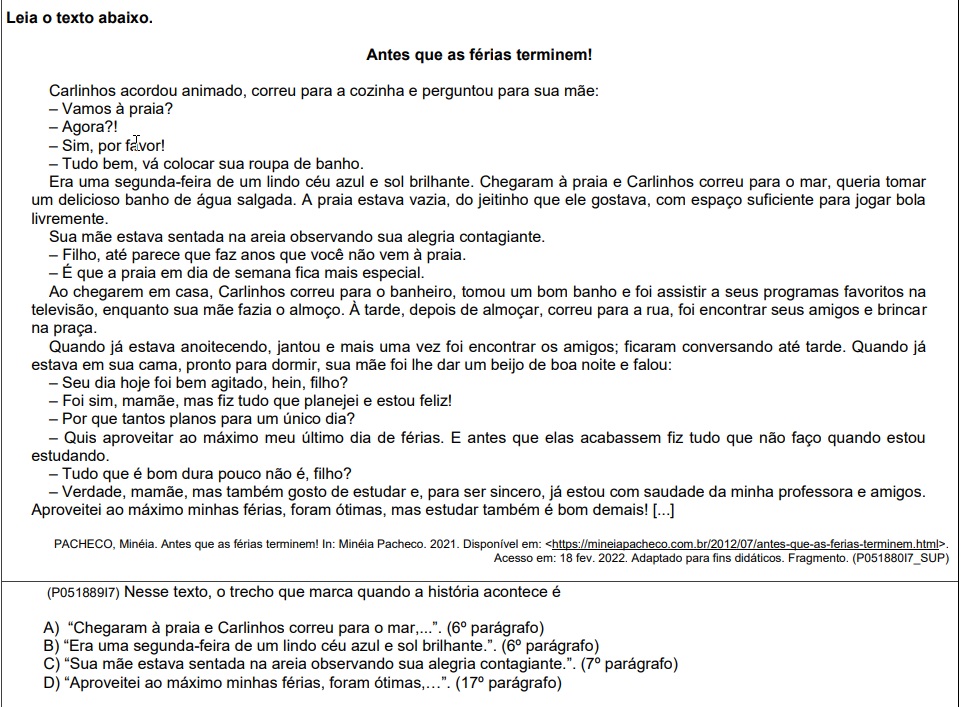 Leia o texto abaixo.
Antes que as férias terminem!
Carlinhos acordou animado, correu para a cozinha e perguntou para sua mãe:
– Vamos à praia?
– Agora?!
– Sim, por favor!
– Tudo bem, vá colocar sua roupa de banho.
Era uma segunda-feira de um lindo céu azul e sol brilhante. Chegaram à praia e Carlinhos correu para o mar, queria tomar
um delicioso banho de água salgada. A praia estava vazia, do jeitinho que ele gostava, com espaço suficiente para jogar bola
livremente.
Sua mãe estava sentada na areia observando sua alegria contagiante.
– Filho, até parece que faz anos que você não vem à praia.
– É que a praia em dia de semana fica mais especial.
Ao chegarem em casa, Carlinhos correu para o banheiro, tomou um bom banho e foi assistir a seus programas favoritos na
televisão, enquanto sua mãe fazia o almoço. À tarde, depois de almoçar, correu para a rua, foi encontrar seus amigos e brincar
na praça.
Quando já estava anoitecendo, jantou e mais uma vez foi encontrar os amigos; ficaram conversando até tarde. Quando já
estava em sua cama, pronto para dormir, sua mãe foi lhe dar um beijo de boa noite e falou:
– Seu dia hoje foi bem agitado, hein, filho?
– Foi sim, mamãe, mas fiz tudo que planejei e estou feliz!
– Por que tantos planos para um único dia?
– Quis aproveitar ao máximo meu último dia de férias. E antes que elas acabassem fiz tudo que não faço quando estou
estudando.
– Tudo que é bom dura pouco não é, filho?
– Verdade, mamãe, mas também gosto de estudar e, para ser sincero, já estou com saudade da minha professora e amigos.
Aproveitei ao máximo minhas férias, foram ótimas, mas estudar também é bom demais! [...]
PACHECO, Minéia. Antes que as férias terminem! In: Minéia Pacheco. 2021. Disponível em: <https://mineiapacheco.com.br/2012/07/antes-que-as-ferias-terminem.html>.
Acesso em: 18 fev. 2022. Adaptado para fins didáticos. Fragmento. (P051880I7_SUP)
(P051889I7) Nesse texto, o trecho que marca quando a história acontece é
A) “Chegaram à praia e Carlinhos correu para o mar,...”. (6º parágrafo)
B) “Era uma segunda-feira de um lindo céu azul e sol brilhante.”. (6º parágrafo)
C) “Sua mãe estava sentada na areia observando sua alegria contagiante.”. (7º parágrafo)
D) “Aproveitei ao máximo minhas férias, foram ótimas,…”. (17º parágrafo)